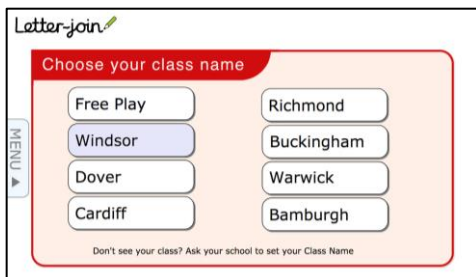 Letter-join
Choose your class name
Free Play
Windsor
Dover
Cardiff
Richmond
Buckingham
Warwick
Bamburgh
MENU
Don't see your class? Ask your school to set your Class Name